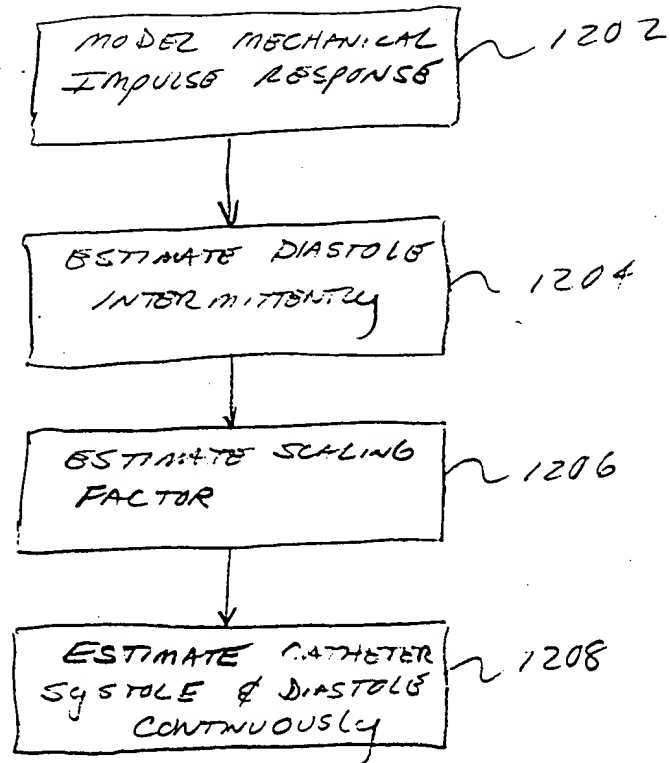 MODEL MECHANICAL
IMPULSE RESPONSE
1202
ESTIMATE DIASTOLE
INTERMITTENTLY
1204
ESTIMATE SCALING
FACTOR
1206
ESTIMATE CATHETER
SYSTOLE & DIASTOLE
CONTINUOUSLY
1208